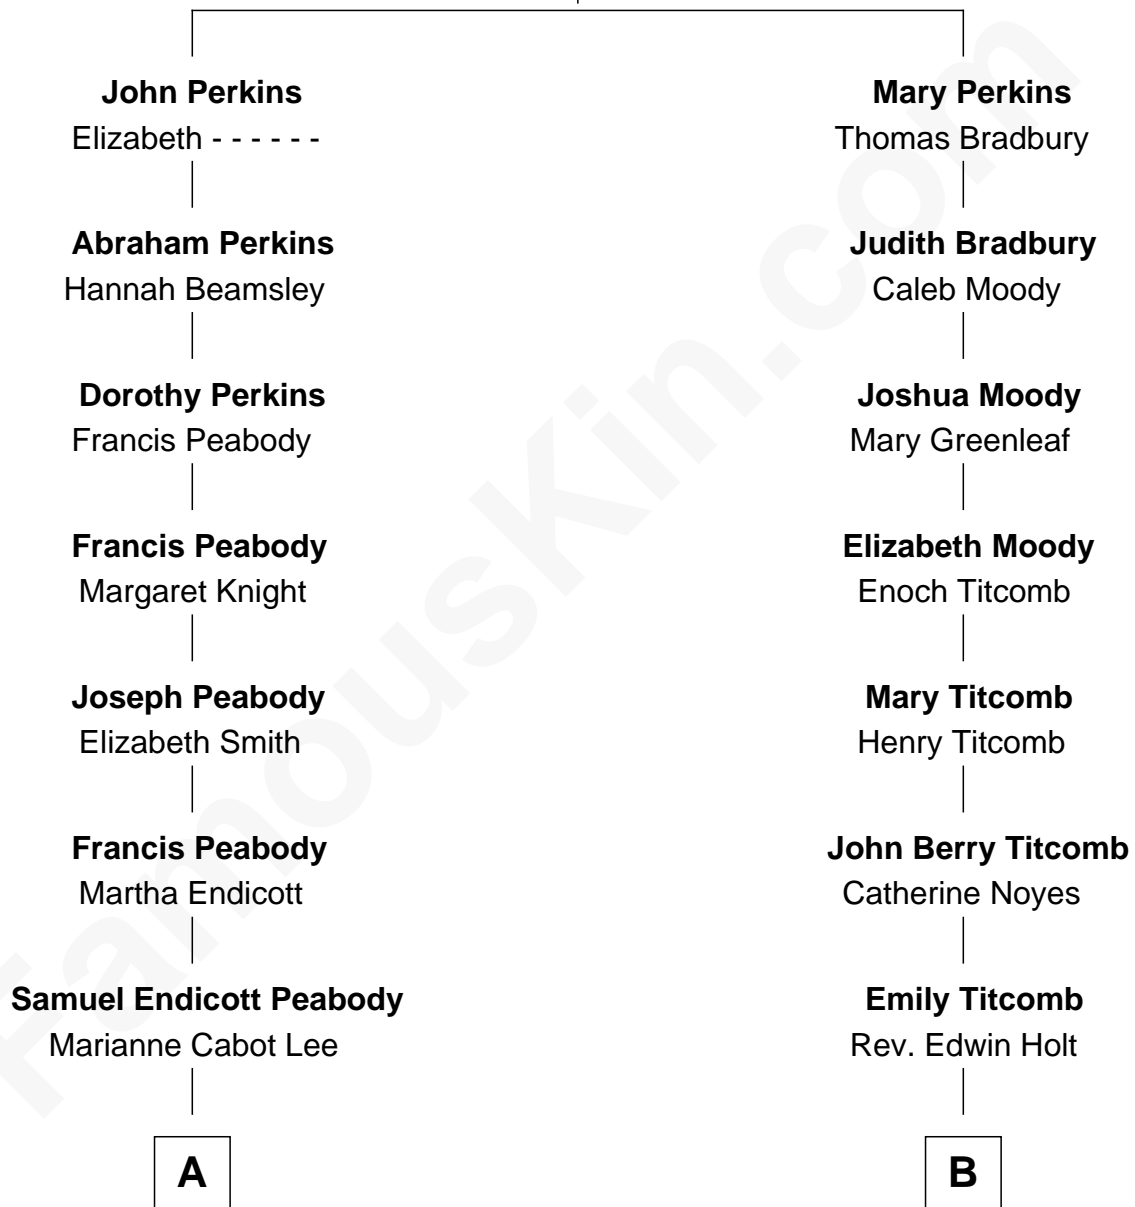 John Perkins
Elizabeth - - - - - -
Abraham Perkins
Hannah Beamsley
Dorothy Perkins
Francis Peabody
Francis Peabody
Margaret Knight
Joseph Peabody
Elizabeth Smith
Francis Peabody
Martha Endicott
Samuel Endicott Peabody
Marianne Cabot Lee
A
Mary Perkins
Thomas Bradbury
Judith Bradbury
Caleb Moody
Joshua Moody
Mary Greenleaf
Elizabeth Moody
Enoch Titcomb
Mary Titcomb
Henry Titcomb
John Berry Titcomb
Catherine Noyes
Emily Titcomb
Rev. Edwin Holt
B
FamousKin.com